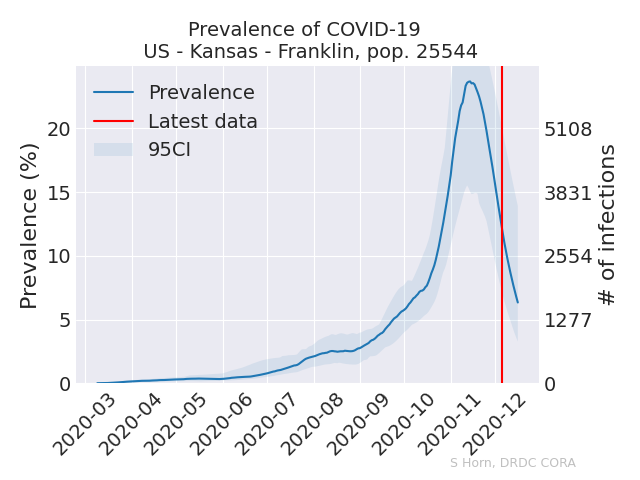 Prevalence of COVID-19
US - Kansas - Franklin, pop. 25544
Prevalence
Latest data
95CI
Prevalence (%)
20
15
10
5
0
5108
3831
2554
1277
0
# of infections
2020-03
2020-04
2020-05
2020-06
2020-07
2020-08
2020-09
2020-10
2020-11
2020-12
S Horn, DRDC CORA